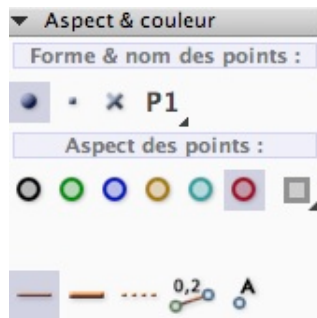 Aspect & couleur
Forme & nom des points :
P1
Aspect des points :
0,2
A